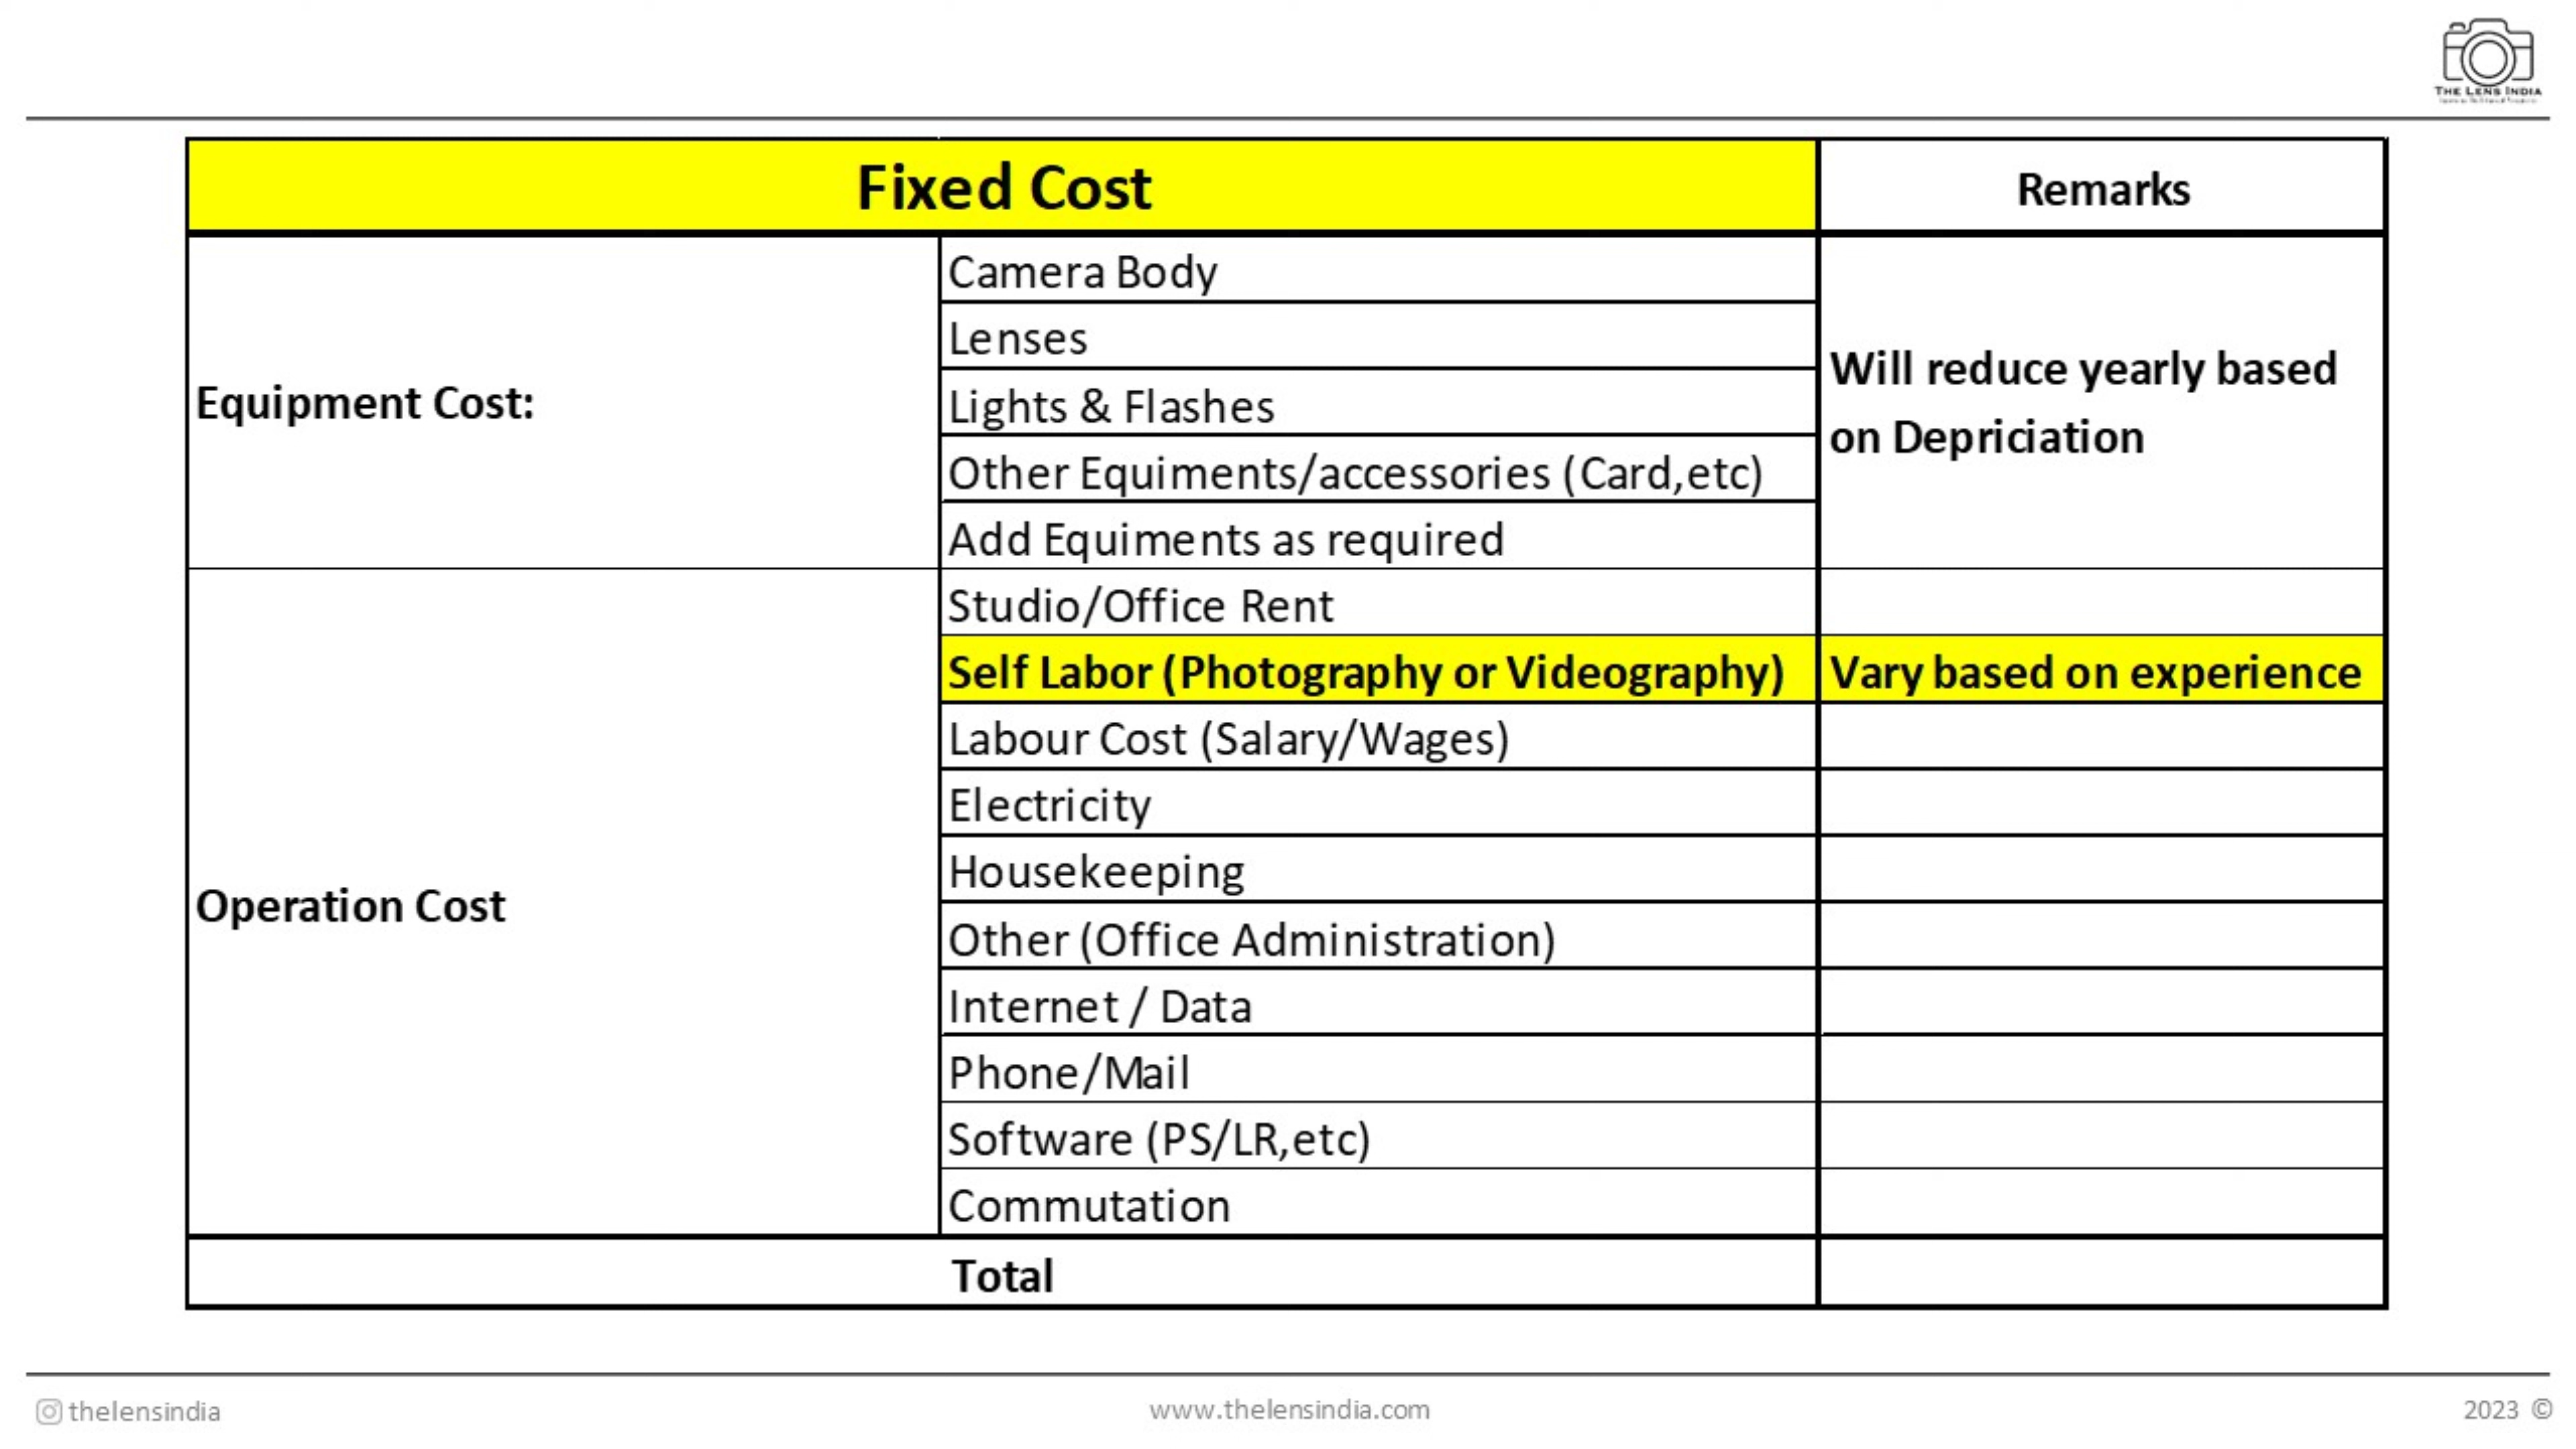 THE LENS INDIA
Fixed Cost
Remarks
Equipment Cost:
Camera Body
Lenses
Lights & Flashes
Other Equiments/accessories (Card,etc)
Add Equiments as required
Will reduce yearly based
on Depriciation
Operation Cost
Studio/Office Rent
Self Labor (Photography or Videography)
Vary based on experience
Labour Cost (Salary/Wages)
Electricity
Housekeeping
Other (Office Administration)
Internet / Data
Phone/Mail
Software (PS/LR,etc)
Commutation
Total
thelensindia
www.thelensindia.com
2023 ©